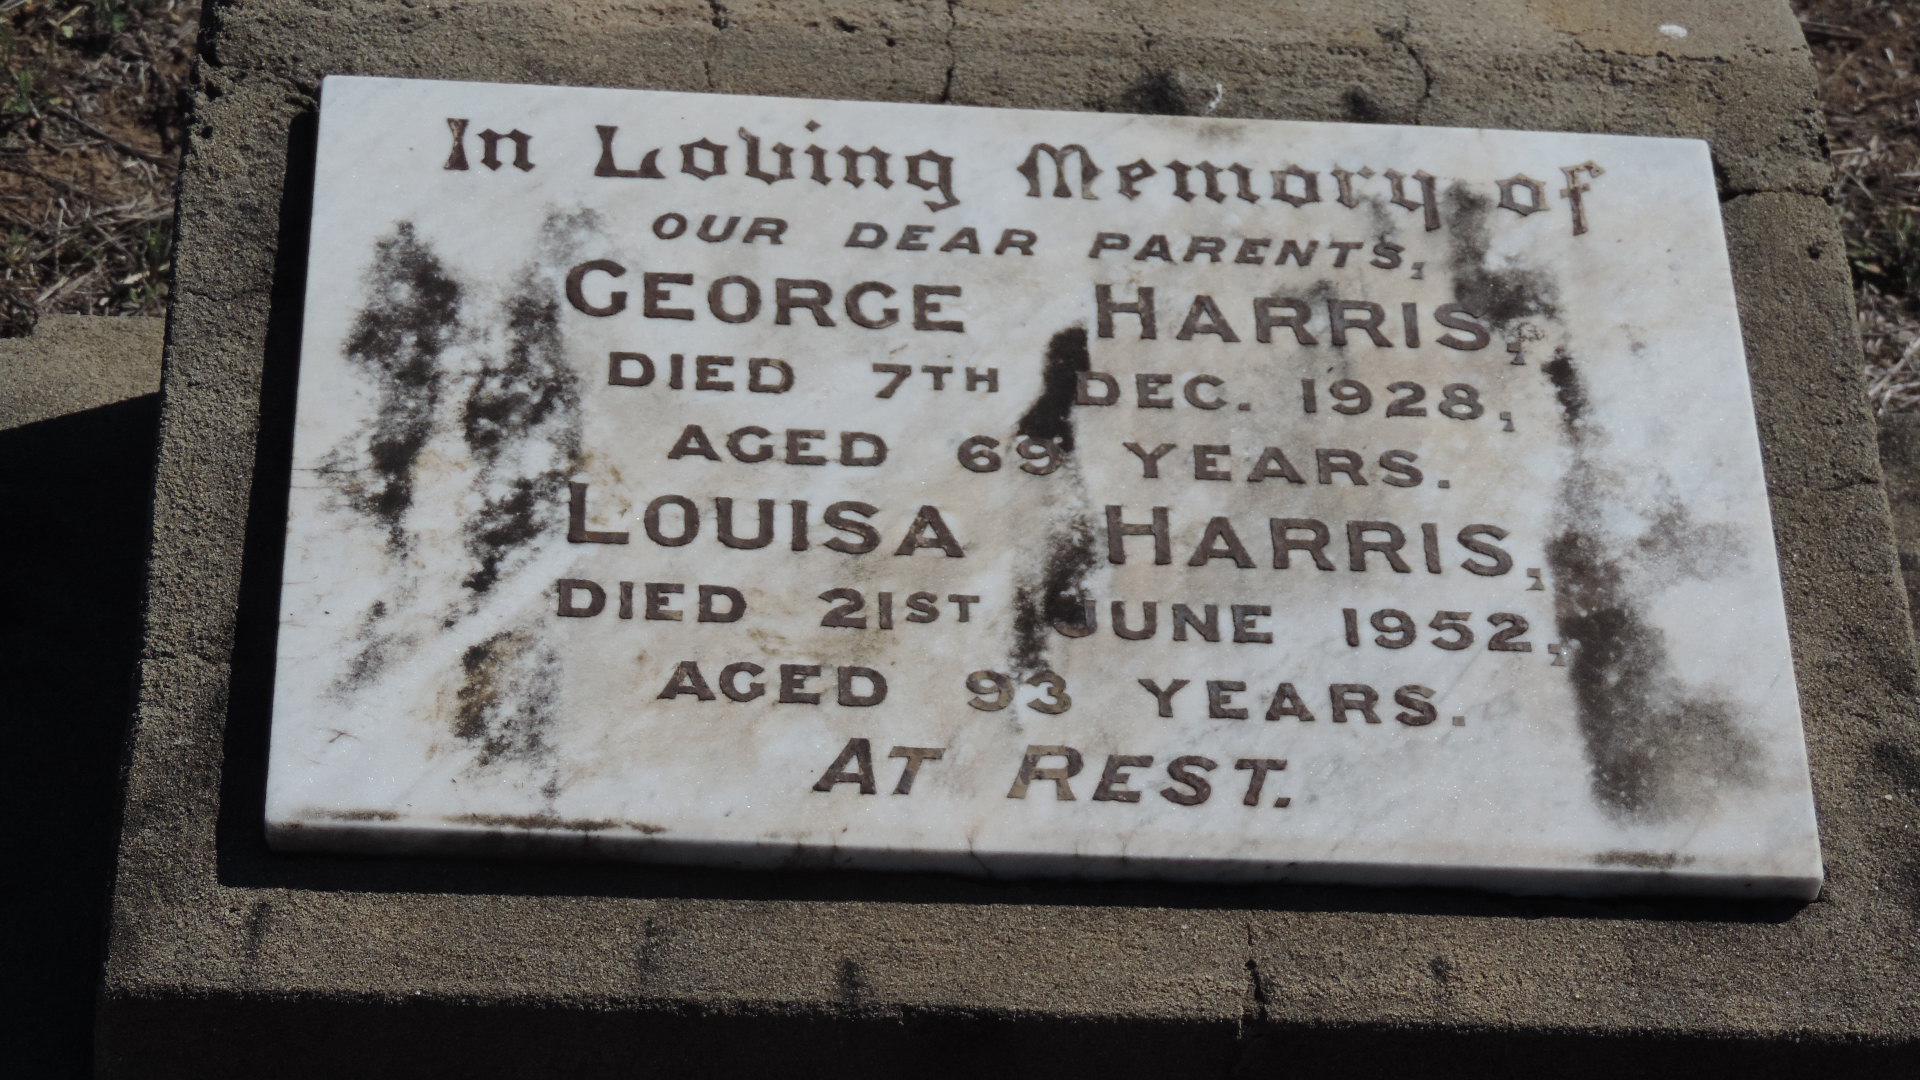 In Loving Memory of
OUR DEAR PARENTS,
GEORGE HARRIS,
DIED 7TH DEC. 1928,
AGED 69 YEARS.
LOUISA HARRIS,
DIED 21ST JUNE 1952,
AGED 93 YEARS.
AT REST.